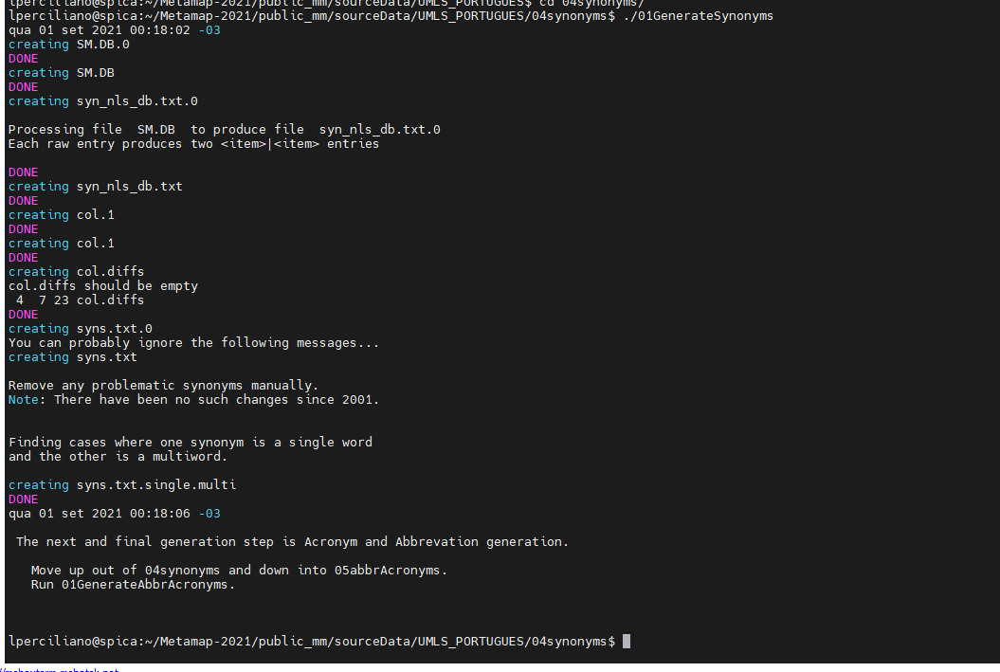 lperciliano@spica:~/Metamap-2021/public_mm/sourceData/UMLS_PORTUGUES$ cd 04synonyms/
lperciliano@spica:~/Metamap-2021/public_mm/sourceData/UMLS_PORTUGUES/04synonyms$ ./01GenerateSynonyms
qua 01 set 2021 00:18:02 -03
creating SM.DB.0
DONE
creating SM.DB
DONE
creating syn_nls_db.txt.0

Processing file  SM.DB  to produce file  syn_nls_db.txt.0
Each raw entry produces two <item>|<item> entries

DONE
creating syn_nls_db.txt
DONE
creating col.1
DONE
creating col.1
DONE
creating col.diffs
col.diffs should be empty
 4  7 23 col.diffs
DONE
creating syns.txt.0
You can probably ignore the following messages...
creating syns.txt

Remove any problematic synonyms manually.
Note: There have been no such changes since 2001.

Finding cases where one synonym is a single word
and the other is a multiword.

creating syns.txt.single.multi
DONE
qua 01 set 2021 00:18:06 -03

 The next and final generation step is Acronym and Abbrevation generation.

   Move up out of 04synonyms and down into 05abbrAcronyms.
   Run 01GenerateAbbrAcronyms.

lperciliano@spica:~/Metamap-2021/public_mm/sourceData/UMLS_PORTUGUES/04synonyms$